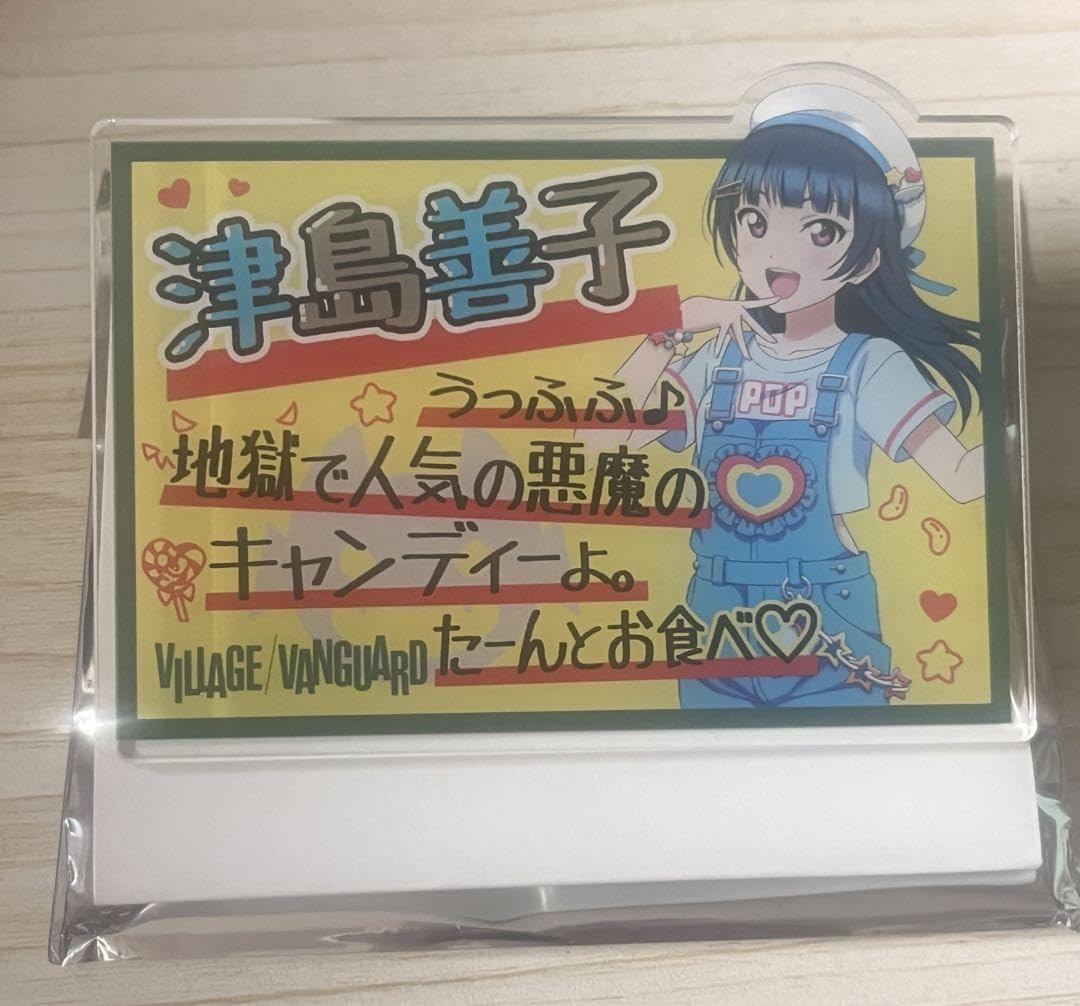 津島善子
うっふふ♪
地獄で人気の悪魔の
キャンディーよ。
たーんとお食べ♡
VILLAGE/VANGUARD
POP